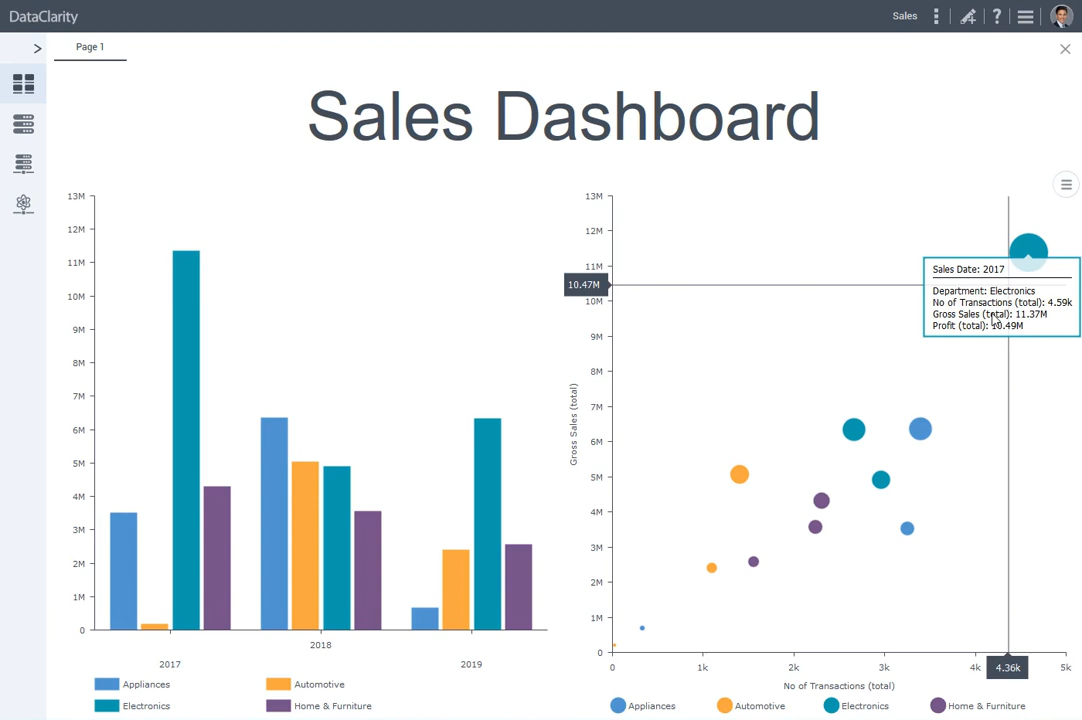 DataClarity
Sales
?
>
Page 1
Sales Dashboard
13M
12M
11M
10M
9M
8M
7M
6M
5M
4M
3M
2M
1M
0
2017
2018
2019
Appliances
Automotive
Electronics
Home & Furniture
13M
12M
11M
10.47M
10M
9M
8M
7M
6M
5M
4M
3M
2M
1M
0
Gross Sales (total)
Sales Date: 2017
Department: Electronics
No of Transactions (total): 4.59k
Gross Sales (total): 11.37M
Profit (total): 10.49M
0
1k
2k
3k
4k
4.36k
5k
No of Transactions (total)
Appliances
Automotive
Electronics
Home & Furniture